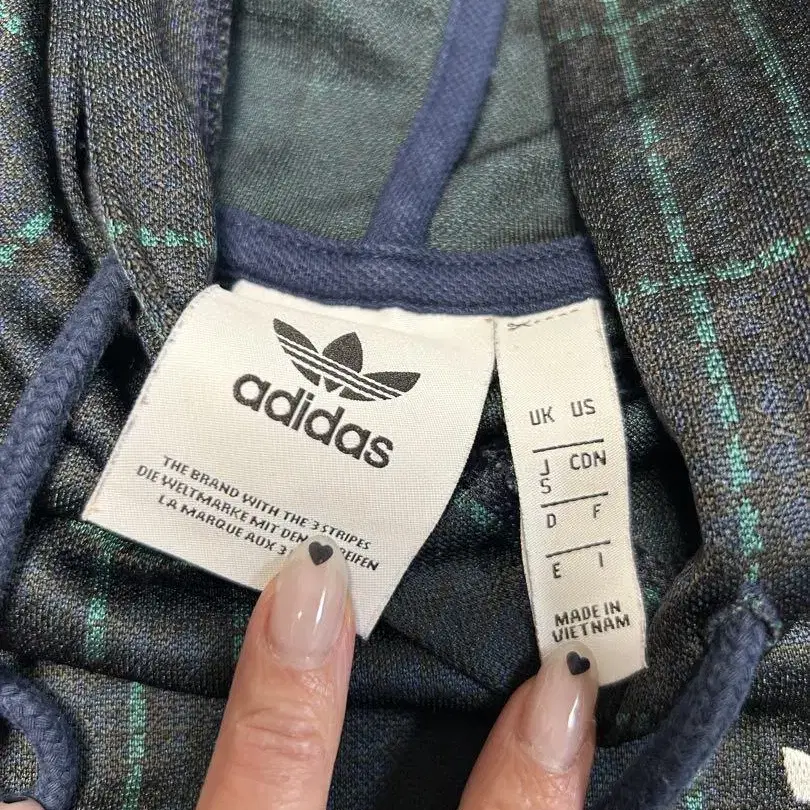 adidas
THE BRAND WITH THE 3 STRIPES
DIE WELTMARKE MIT DEN REIFEN
LA MARQUE AUX 3
UK US
J CDN
S
D F
E I
MADE IN
VIETNAM